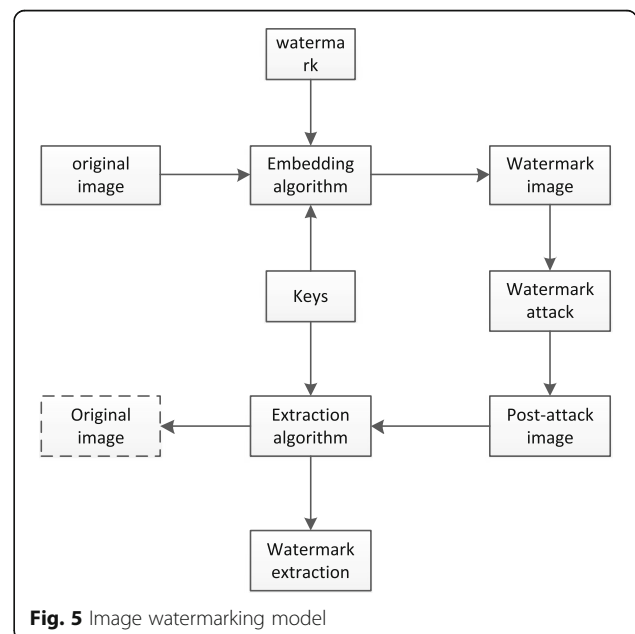 waterma
rk
original
image
Embedding
algorithm
Watermark
image
Keys
Watermark
attack
Original
image
Extraction
algorithm
Post-attack
image
Watermark
extraction
Fig. 5 Image watermarking model